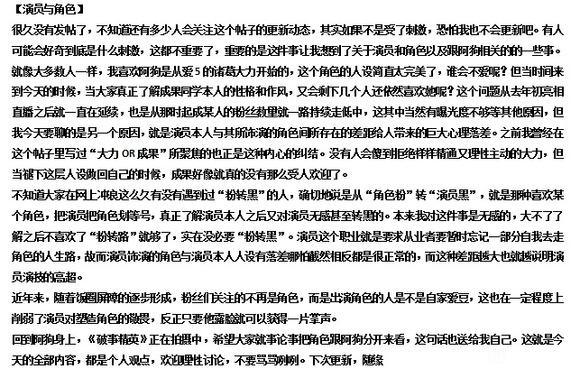 【演员与角色】
很久没有发帖了，不知道还有多少人会关注这个帖子的更新动态，其实如果不是受了刺激，恐怕我也不会更新吧。有人
可能会好奇到底是什么刺激，这都不重要了，重要的是这件事让我想到了关于演员和角色以及跟阿狗相关的的一些事。
就像大多数人一样，我喜欢阿狗是从爱5的诸葛大力开始的，这个角色的人设简直太完美了，谁会不爱呢？但当时间来
到今天的时候，当大家真正了解成果同学本人的性格和作风，又会剩下几个人还依然喜欢她呢？这个问题从去年初亮相
直播之后就一直在延续，也是从那时起成某人的粉丝数量就一路持续走低中，这其中当然有曝光度不够等其他原因，但
我今天要聊的是另一个原因，就是演员本人与其所饰演的角色间所存在的差距给人带来的巨大心理落差。之前我曾经在
这个帖子里写过“大力OR成果”所聚焦的也正是这种内心的纠结。没有人会傻到拒绝样样精通又理性主动的大力，但
当褪下这层人设做回自己的时候，成果好像就真的没有那么受人欢迎了。
不知道大家在网上冲浪这么久有没有遇到过“粉转黑”的人，确切地说是从“角色粉”转“演员黑”，就是那种喜欢某
个角色，把演员把角色划等号，真正了解演员本人之后又对演员无感甚至转黑的。本来我对这件事是无感的，大不了了
解之后不喜欢了“粉转路”就够了，实在没必要“粉转黑”。演员这个职业就是要求从业者要暂时忘记一部分自我去走
角色的人生路，故而演员饰演的角色与演员本人人设有落差哪怕截然相反都是很正常的，而这种差距越大也就越说明演
员演技的高超。
近年来，随着饭圈屏障的逐步形成，粉丝们关注的不再是角色，而是出演角色的人是不是自家爱豆，这也在一定程度上
削弱了演员对塑造角色的敬畏，反正只要他露脸就可以获得一片掌声。
回到阿狗身上，《破事精英》正在拍摄中，希望大家就事论事把角色跟阿狗分开来看，这句话也送给我自己。这就是今
天的全部内容，都是个人观点，欢迎理性讨论，不要骂骂咧咧。下次更新，随缘